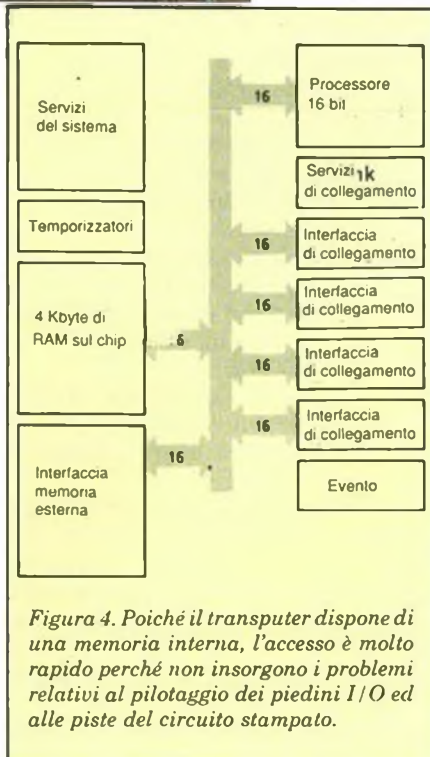 Servizi
del sistema
Temporizzatori
4 Kbyte di
RAM sul chip
Interfaccia
memoria
esterna
16
6
16
16
16
16
16
16
Processore
16 bit
Servizi
di collegamento
Interfaccia
di collegamento
Interfaccia
di collegamento
Interfaccia
di collegamento
Interfaccia
di collegamento
Evento
Figura 4. Poiché il transputer dispone di
una memoria interna, l'accesso è molto
rapido perché non insorgono i problemi
relativi al pilotaggio dei piedini I/O ed
alle piste del circuito stampato.